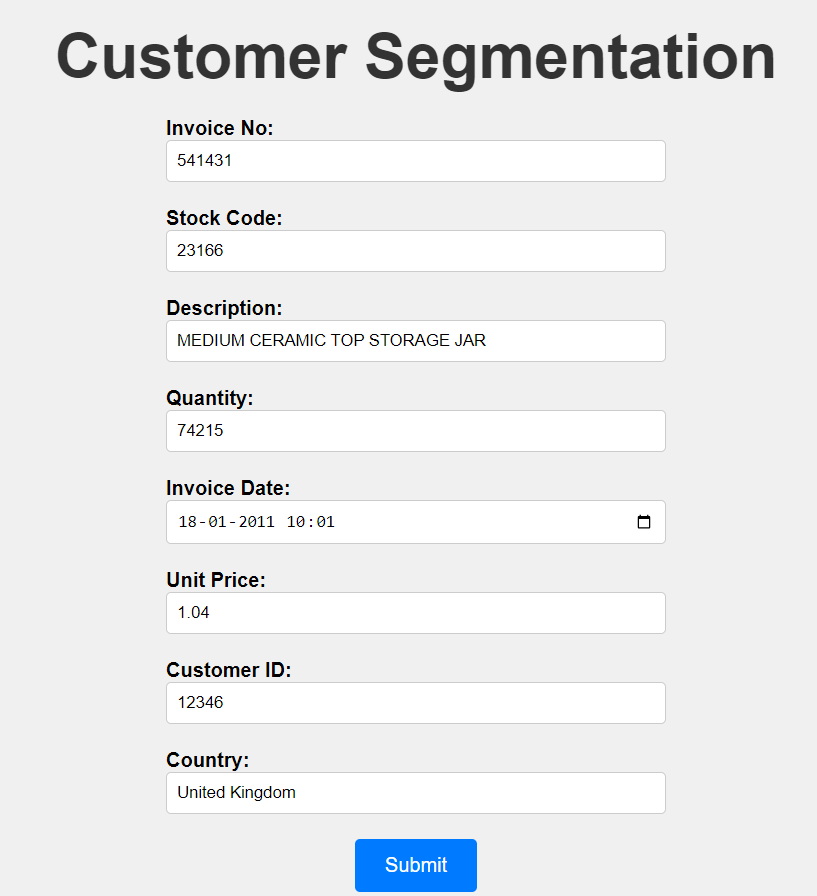 Customer Segmentation
Invoice No:
541431
Stock Code:
23166
Description:
MEDIUM CERAMIC TOP STORAGE JAR
Quantity:
74215
Invoice Date:
18-01-2011 10:01
Unit Price:
1.04
Customer ID:
12346
Country:
United Kingdom
Submit